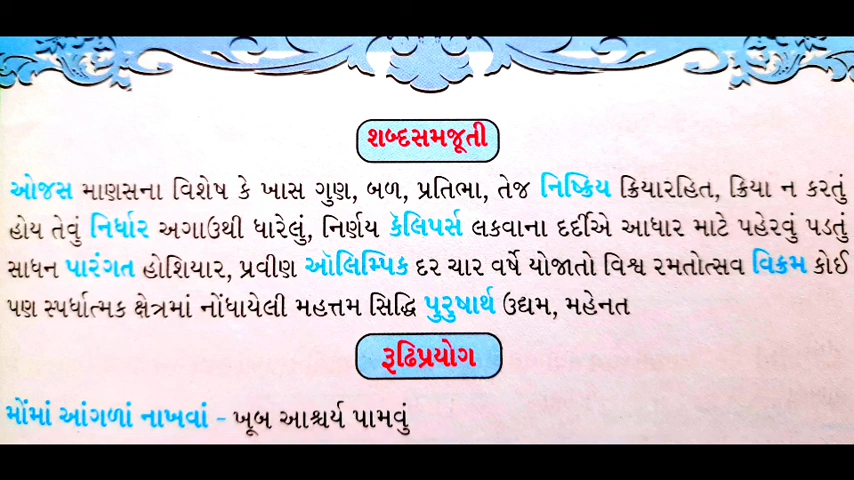 શબ્દસમજૂતી
ઓજસ માણસના વિશેષ કે ખાસ ગુણ, બળ, પ્રતિભા, તેજ નિષ્ક્રિય ક્રિયારહિત, ક્રિયા ન કરતું
હોય તેવું નિર્ધાર અગાઉથી ધારેલું, નિર્ણય કૅલિપર્સ લકવાના દર્દીએ આધાર માટે પહેરવું પડતું
સાધન પારંગત હોશિયાર, પ્રવીણ ઑલિમ્પિક દર ચાર વર્ષે યોજાતો વિશ્વ રમતોત્સવ વિક્રમ કોઈ
પણ સ્પર્ધાત્મક ક્ષેત્રમાં નોંધાયેલી મહત્તમ સિદ્ધિ પુરુષાર્થ ઉદ્યમ, મહેનત
રૂઢિપ્રયોગ
મોંમાં આંગળાં નાખવાં - ખૂબ આશ્ચર્ય પામવું